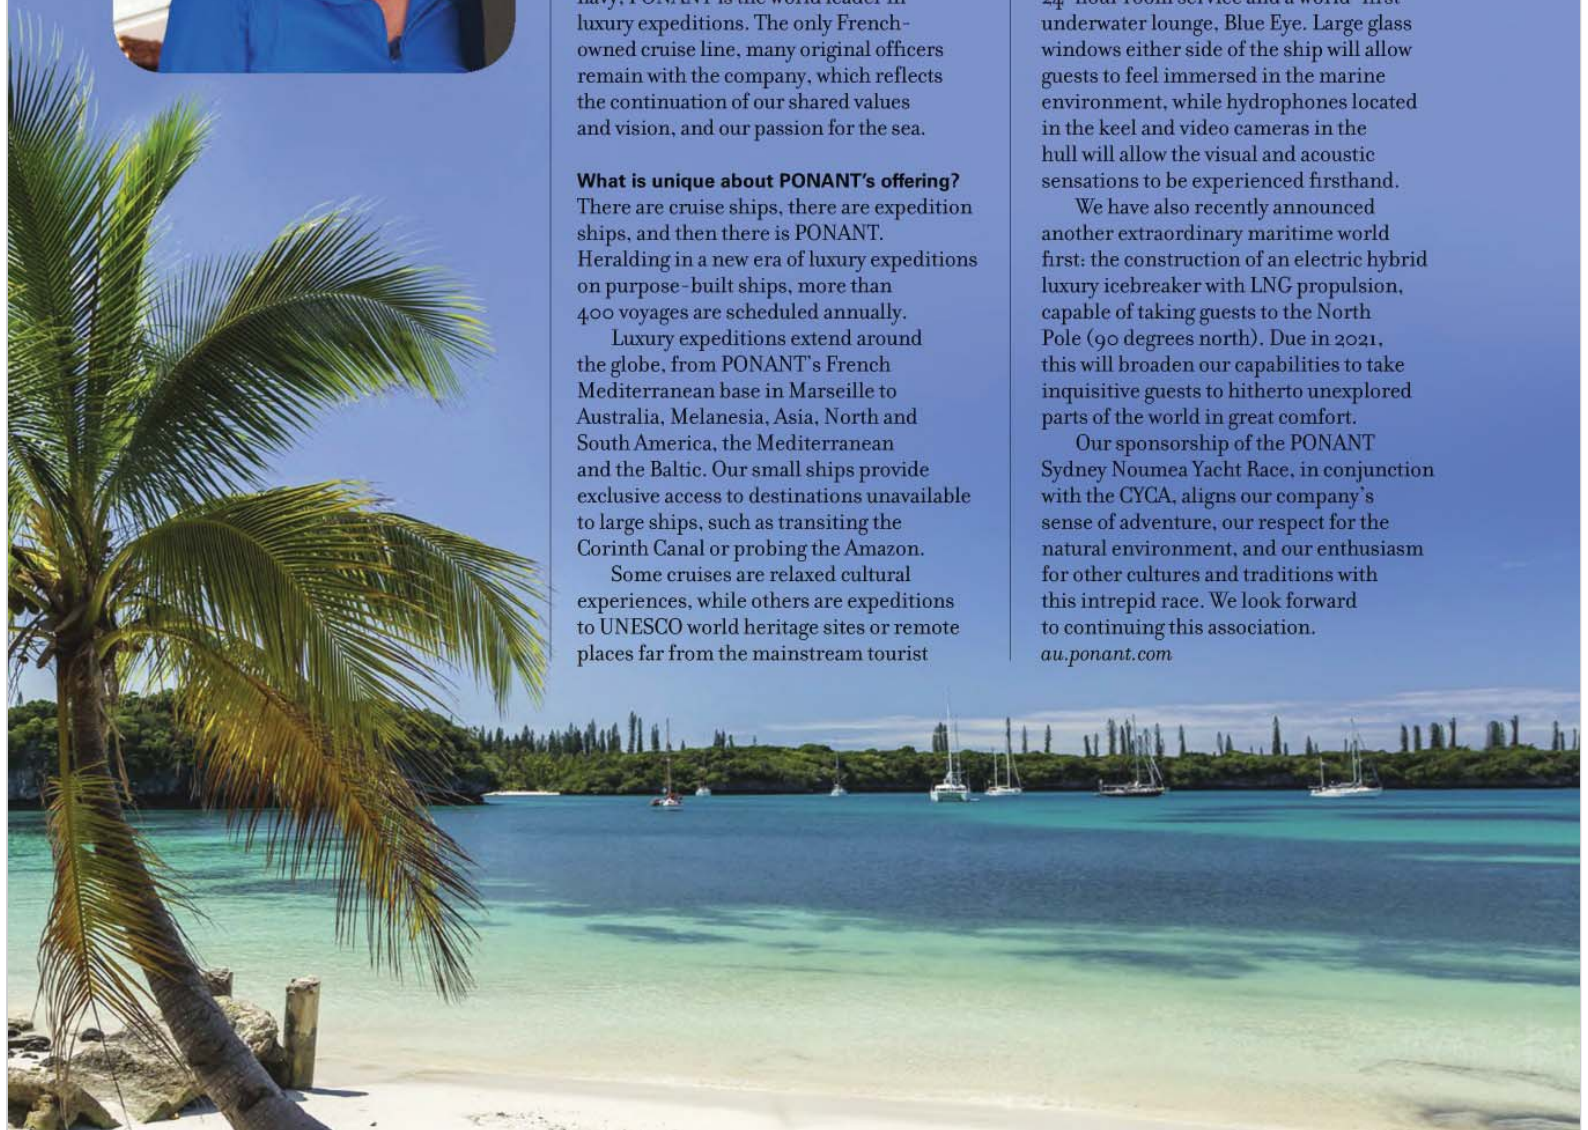 navy, PONANT is the world leader in
luxury expeditions. The only French-
owned cruise line, many original officers
remain with the company, which reflects
the continuation of our shared values
and vision, and our passion for the sea.
What is unique about PONANT's offering?
There are cruise ships, there are expedition
ships, and then there is PONANT.
Heralding in a new era of luxury expeditions
on purpose-built ships, more than
400 voyages are scheduled annually.
Luxury expeditions extend around
the globe, from PONANT's French
Mediterranean base in Marseille to
Australia, Melanesia, Asia, North and
South America, the Mediterranean
and the Baltic. Our small ships provide
exclusive access to destinations unavailable
to large ships, such as transiting the
Corinth Canal or probing the Amazon.
Some cruises are relaxed cultural
experiences, while others are expeditions
to UNESCO world heritage sites or remote
places far from the mainstream tourist
24-hour room service and a world-first
underwater lounge, Blue Eye. Large glass
windows either side of the ship will allow
guests to feel immersed in the marine
environment, while hydrophones located
in the keel and video cameras in the
hull will allow the visual and acoustic
sensations to be experienced firsthand.
We have also recently announced
another extraordinary maritime world
first: the construction of an electric hybrid
luxury icebreaker with LNG propulsion,
capable of taking guests to the North
Pole (90 degrees north). Due in 2021,
this will broaden our capabilities to take
inquisitive guests to hitherto unexplored
parts of the world in great comfort.
Our sponsorship of the PONANT
Sydney Noumea Yacht Race, in conjunction
with the CYCA, aligns our company's
sense of adventure, our respect for the
natural environment, and our enthusiasm
for other cultures and traditions with
this intrepid race. We look forward
to continuing this association.
au.ponant.com